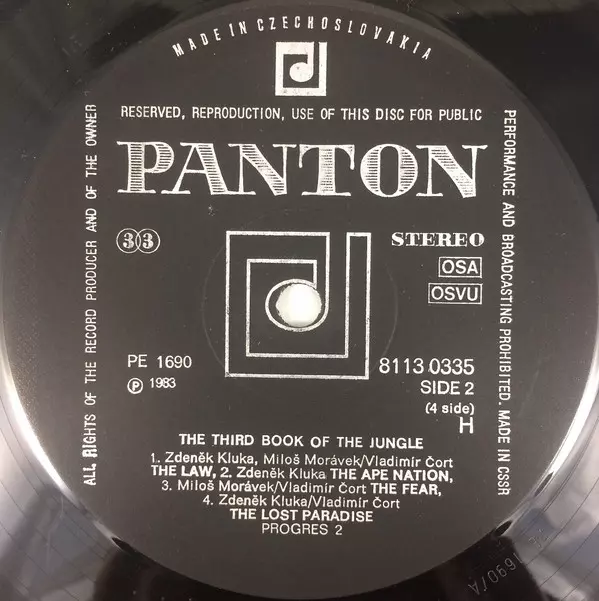 MADE IN CZECHOSLOVAKIA
RESERVED, REPRODUCTION, USE OF THIS DISC FOR PUBLIC
PERFORMANCE AND BROADCASTING PROHIBITED. MADE IN CSSR
ALL RIGHTS OF THE RECORD PRODUCER AND OF THE OWNER
PANTON
33
STEREO
OSA
OSVU
PE 1690
℗ 1983
8113 0335
SIDE 2
(4 side)
H
THE THIRD BOOK OF THE JUNGLE
1. Zdeněk Kluka, Miloš Morávek/Vladimír Čort
THE LAW, 2. Zdeněk Kluka THE APE NATION,
3. Miloš Morávek/Vladimír Čort THE FEAR,
4. Zdeněk Kluka/Vladimír Čort
THE LOST PARADISE
PROGRES 2